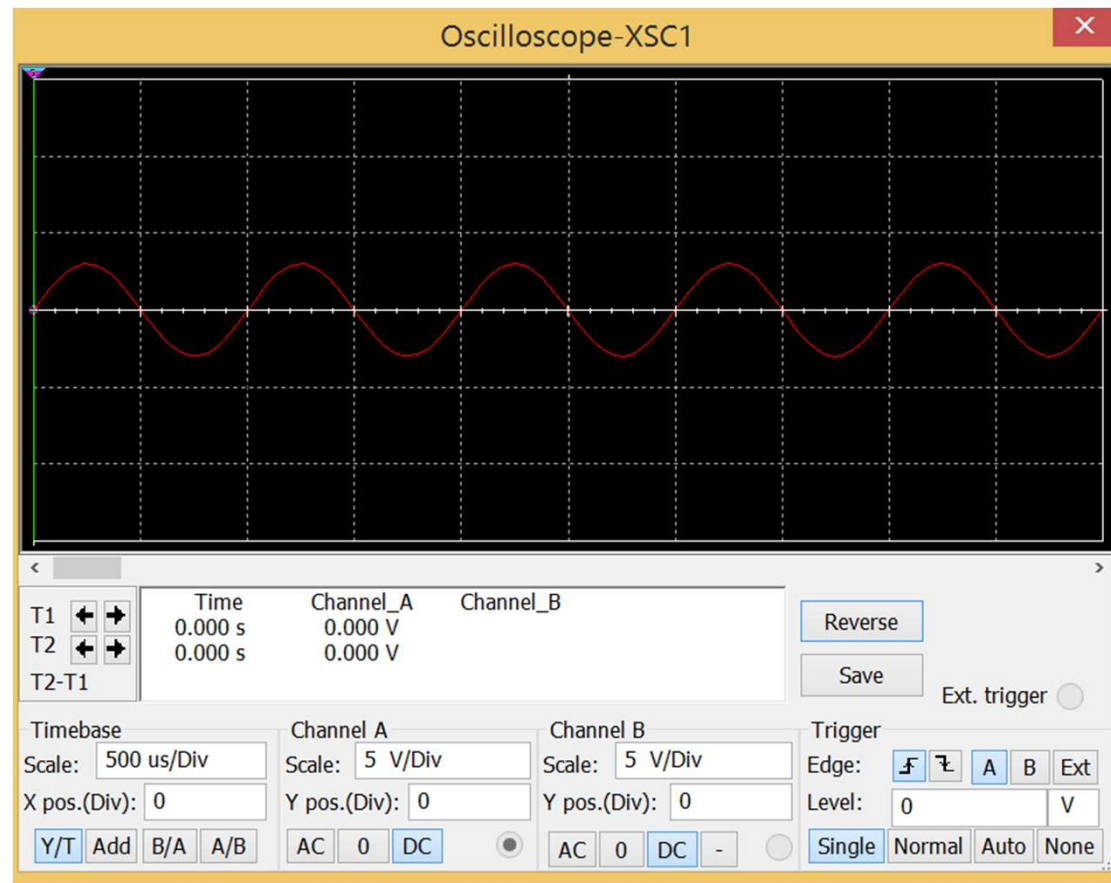 Oscilloscope-XSC1
T1
T2
T2-T1
Time Channel_A Channel_B
0.000 s 0.000 V
0.000 s 0.000 V
Reverse
Save
Ext. trigger
Timebase
Scale: 500 us/Div
X pos.(Div): 0
Y/T Add B/A A/B
Channel A
Scale: 5 V/Div
Y pos.(Div): 0
AC 0 DC
Channel B
Scale: 5 V/Div
Y pos.(Div): 0
AC 0 DC -
Trigger
Edge: A B Ext
Level: 0 V
Single Normal Auto None